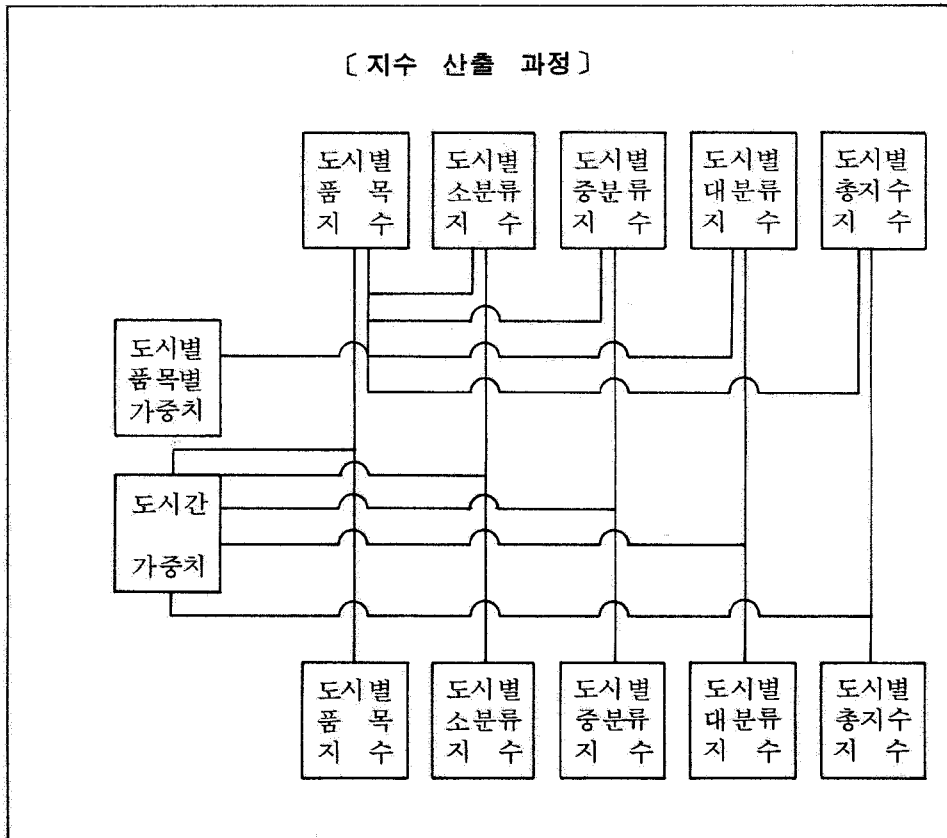 〔지수 산출 과정〕
도시별
품 목
지 수
도시별
소분류
지 수
도시별
중분류
지 수
도시별
대분류
지 수
도시별
총지수
지 수
도시별
품목별
가중치
도시간
가중치
도시별
품 목
지 수
도시별
소분류
지 수
도시별
중분류
지 수
도시별
대분류
지 수
도시별
총지수
지 수